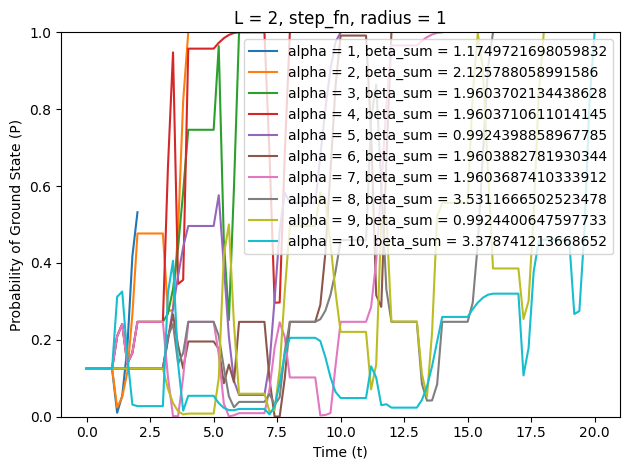 L = 2, step_fn, radius = 1
1.0
0.8
0.6
0.4
0.2
0.0
Probability of Ground State (P)
alpha = 1, beta_sum = 1.1749721698059832
alpha = 2, beta_sum = 2.125788058991586
alpha = 3, beta_sum = 1.9603702134438628
alpha = 4, beta_sum = 1.9603710611014145
alpha = 5, beta_sum = 0.9924398858967785
alpha = 6, beta_sum = 1.9603882781930344
alpha = 7, beta_sum = 1.960368741033912
alpha = 8, beta_sum = 3.5311666502523478
alpha = 9, beta_sum = 0.9924400647597733
alpha = 10, beta_sum = 3.378741213668652
0.0 2.5 5.0 7.5 10.0 12.5 15.0 17.5 20.0
Time (t)